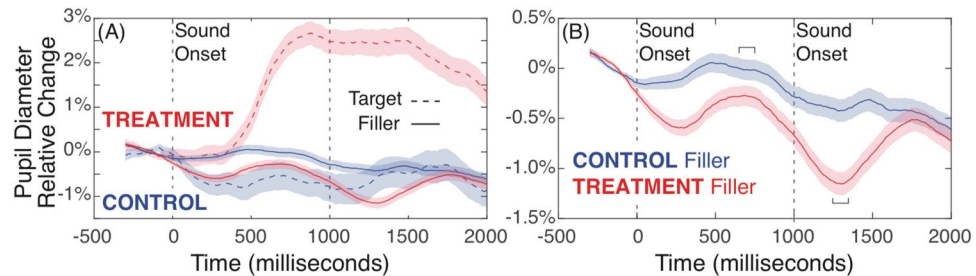 (A)
Sound
Onset
3%
2%
1%
0%
-1%
TREATMENT
CONTROL
Target
Filler
Pupil Diameter
Relative Change
-500 0 500 1000 1500 2000
Time (milliseconds)
(B)
Sound
Onset
Sound
Onset
0.5%
0%
-0.5%
-1.0%
-1.5%
CONTROL Filler
TREATMENT Filler
-500 0 500 1000 1500 2000
Time (milliseconds)